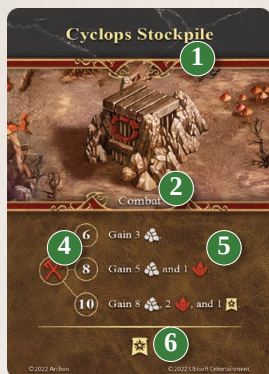 Cyclops Stockpile
1
2
Combat
6 Gain 3
4 5
8 Gain 5 and 1
10 Gain 8 , 2 , and 1
6
©2022 Archon ©2022 Ubisoft Entertainment.